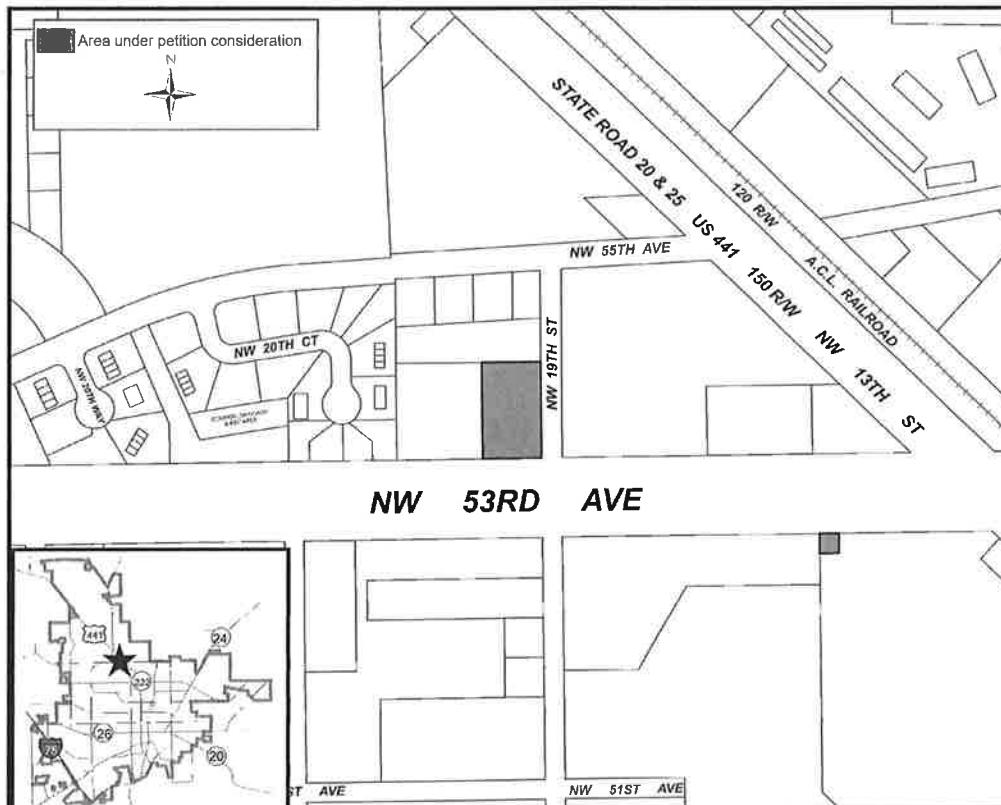 Area under petition consideration
N
STATE ROAD 20 & 25 US 441 150 R/W NW 13TH ST
120 R/W
A.C.L. RAILROAD
NW 55TH AVE
NW 19TH ST
NW 20TH CT
NW 20TH WAY
NW 53RD AVE
441
24
222
26
20
75
ST AVE
NW 51ST AVE